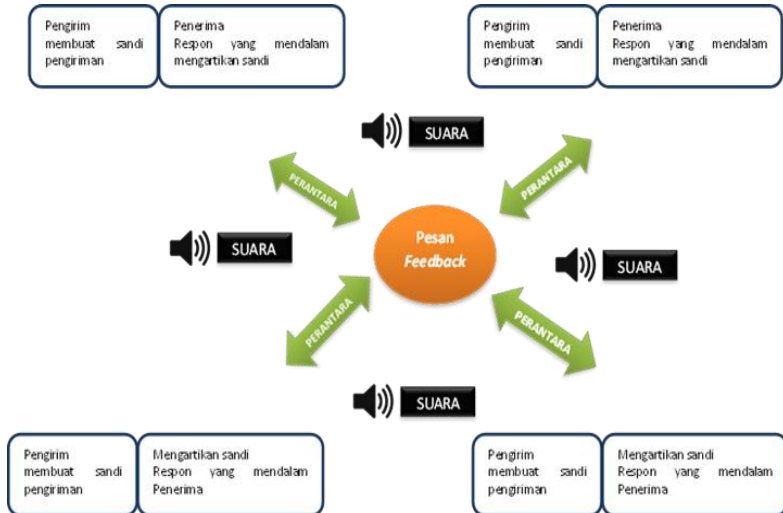 Pengirim
membuat sandi
pengiriman
Penerima
Respon yang mendalam
mengartikan sandi
Pengirim
membuat sandi
pengiriman
Penerima
Respon yang mendalam
mengartikan sandi
SUARA
PERANTARA
PERANTARA
SUARA
Pesan
Feedback
SUARA
PERANTARA
PERANTARA
SUARA
Pengirim
membuat sandi
pengiriman
Mengartikan sandi
Respon yang mendalam
Penerima
Pengirim
membuat sandi
pengiriman
Mengartikan sandi
Respon yang mendalam
Penerima